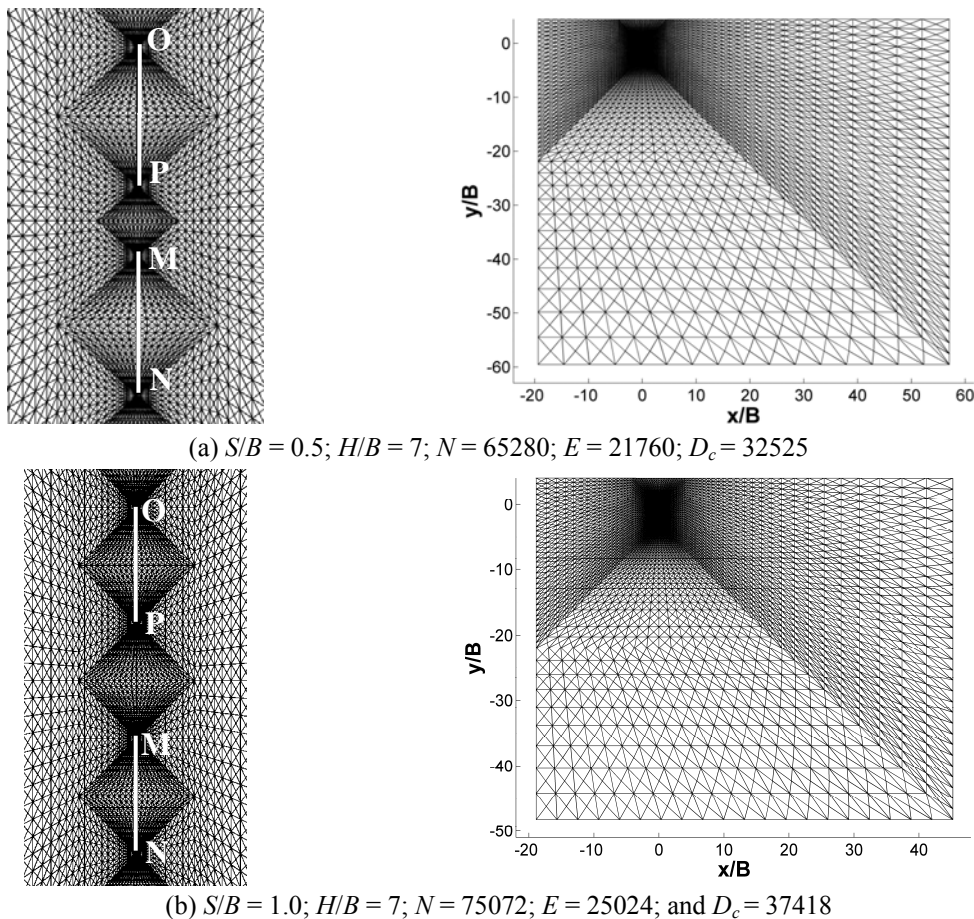 O
P
M
N
y/B
0
-10
-20
-30
-40
-50
-60
-20 -10 0 10 20 30 40 50 60
x/B
(a) S/B = 0.5; H/B = 7; N = 65280; E = 21760; Dc = 32525
O
P
M
N
y/B
0
-10
-20
-30
-40
-50
-20 -10 0 10 20 30 40
x/B
(b) S/B = 1.0; H/B = 7; N = 75072; E = 25024; and Dc = 37418